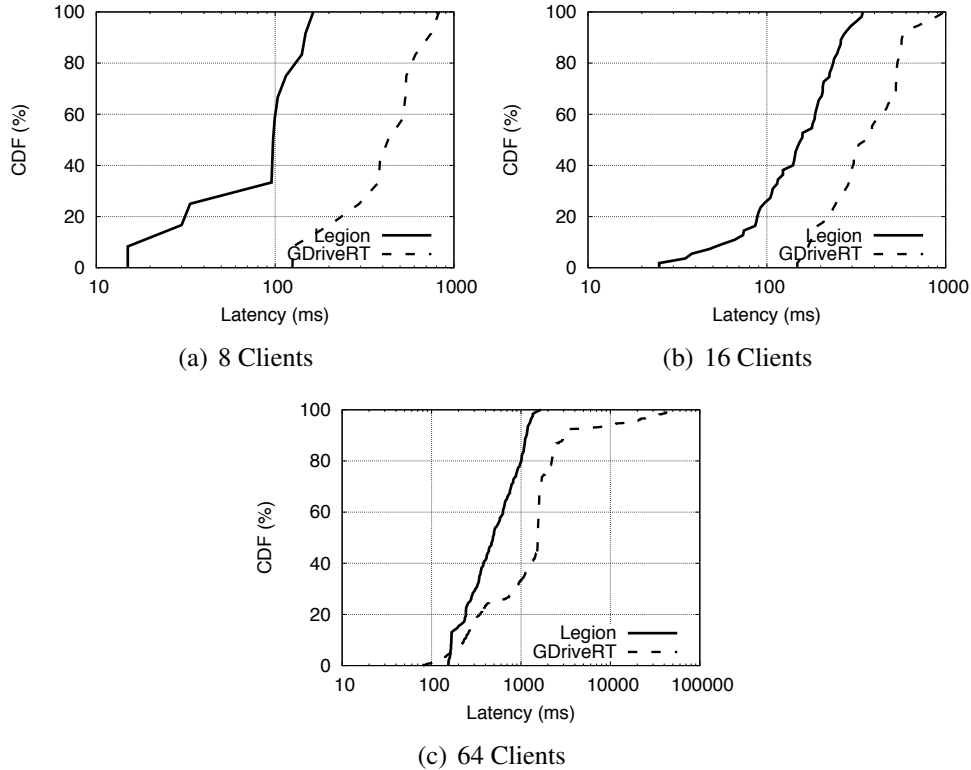 100
80
60
40
20
0
CDF (%)
Legion
GDriveRT
10 100 1000
Latency (ms)
(a) 8 Clients
100
80
60
40
20
0
CDF (%)
Legion
GDriveRT
10 100 1000
Latency (ms)
(b) 16 Clients
100
80
60
40
20
0
CDF (%)
Legion
GDriveRT
10 100 1000 10000 100000
Latency (ms)
(c) 64 Clients